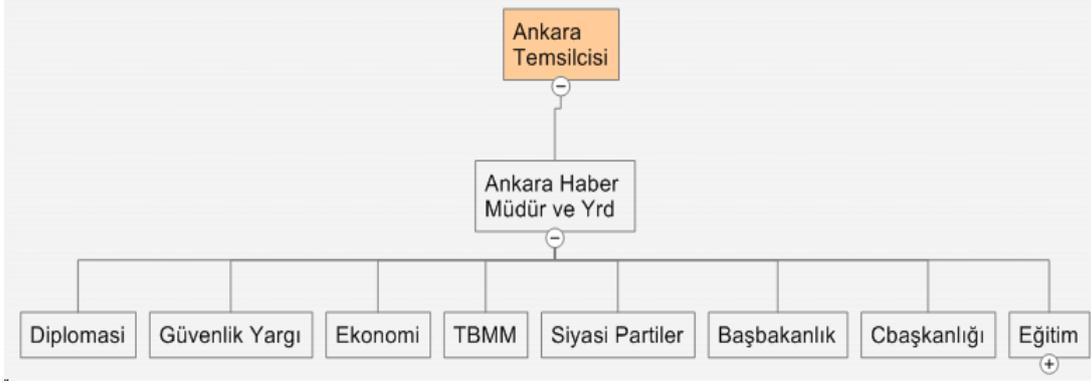 Ankara
Temsilcisi
Ankara Haber
Müdür ve Yrd
Diplomasi
Güvenlik Yargı
Ekonomi
TBMM
Siyasi Partiler
Başbakanlık
Cbaşkanlığı
Eğitim